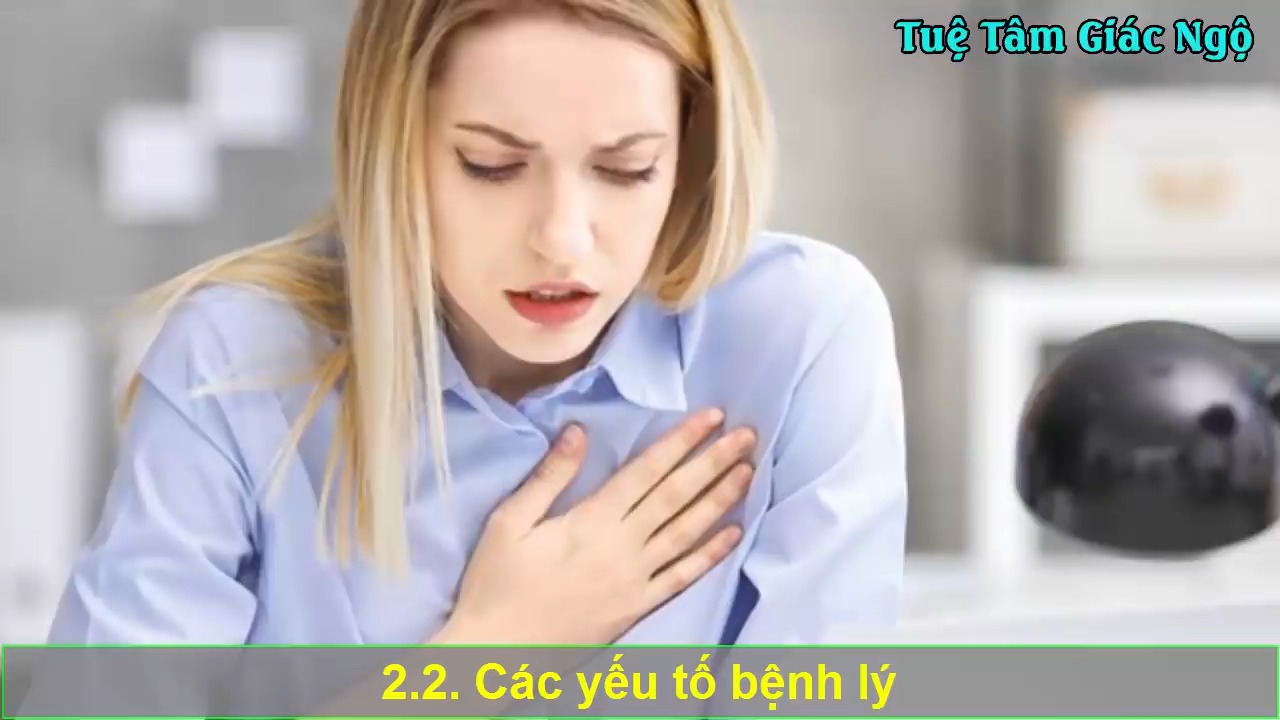 Tuệ Tâm Giác Ngộ
2.2. Các yếu tố bệnh lý